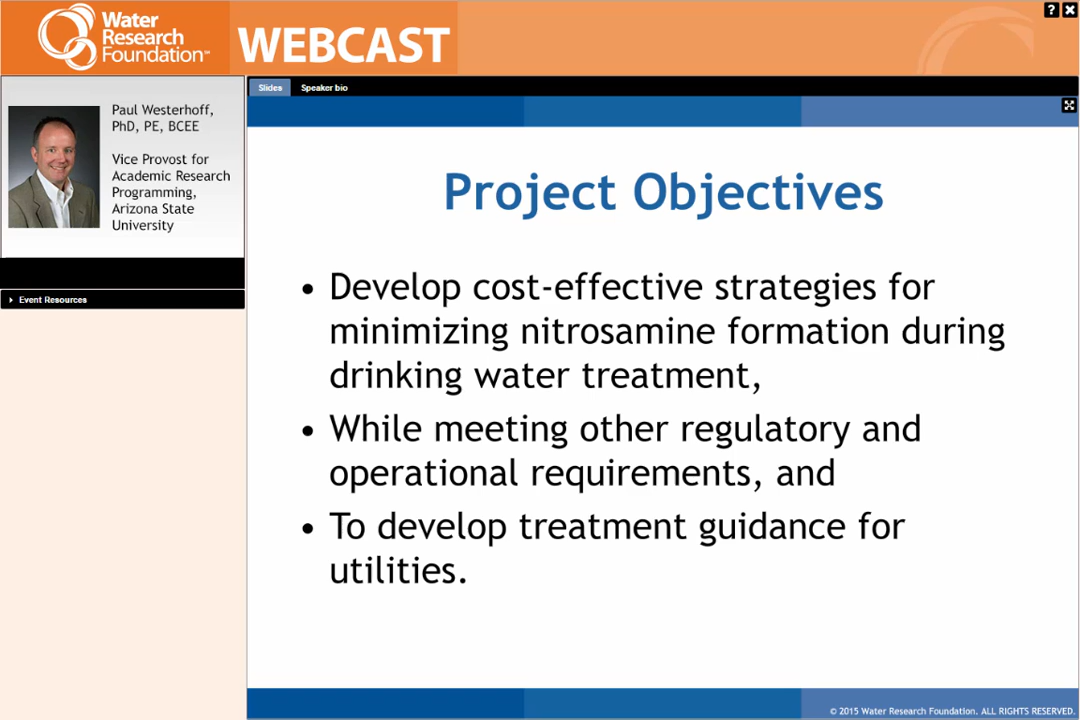 Water
Research
Foundation℠
WEBCAST
? ✖
Paul Westerhoff,
PhD, PE, BCEE
Vice Provost for
Academic Research
Programming,
Arizona State
University
Event Resources
Slides Speaker bio
Project Objectives
• Develop cost-effective strategies for
minimizing nitrosamine formation during
drinking water treatment,
• While meeting other regulatory and
operational requirements, and
• To develop treatment guidance for
utilities.
© 2015 Water Research Foundation. ALL RIGHTS RESERVED.